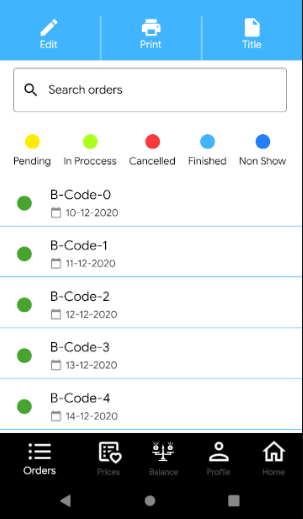 Edit Print Title
Search orders
Pending In Proccess Cancelled Finished Non Show
B-Code-0
10-12-2020
B-Code-1
11-12-2020
B-Code-2
12-12-2020
B-Code-3
13-12-2020
B-Code-4
14-12-2020
Orders Prices Balance Profile Home